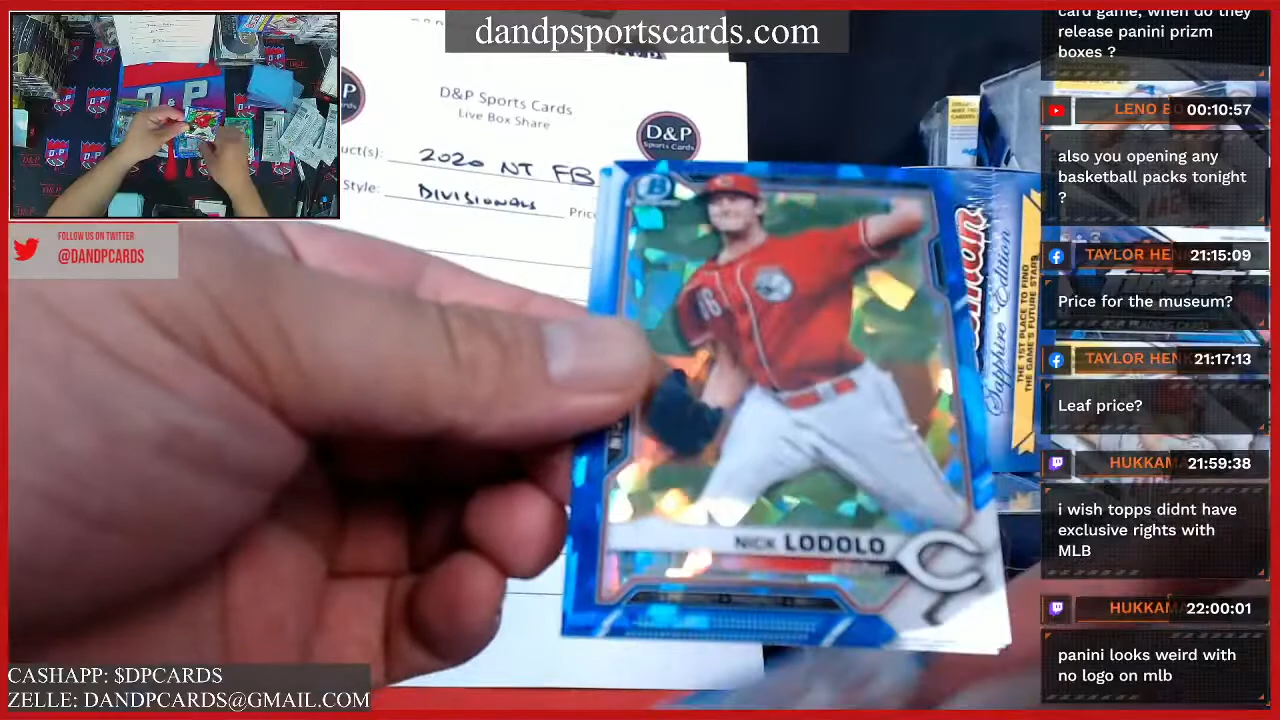 dandpsportscards.com
D&P Sports Cards
Live Box Share
D&P
Sports Cards
2020 NT FB
Style: DIVISIONALS
FOLLOW US ON TWITTER
@DANDPCARDS
D P
NICK LODOLO
Sapphire Edition
THE 1ST PLACE TO FIND
THE GAME'S FUTURE STARS
CASHAPP: $DPCARDS
ZELLE: DANDPCARDS@GMAIL.COM
card game, when do they
release panini prizm
boxes ?
LENO 00:10:57
also you opening any
basketball packs tonight
?
TAYLOR HEN 21:15:09
Price for the museum?
TAYLOR HEN 21:17:13
Leaf price?
HUKKAM 21:59:38
i wish topps didnt have
exclusive rights with
MLB
HUKKAM 22:00:01
panini looks weird with
no logo on mlb